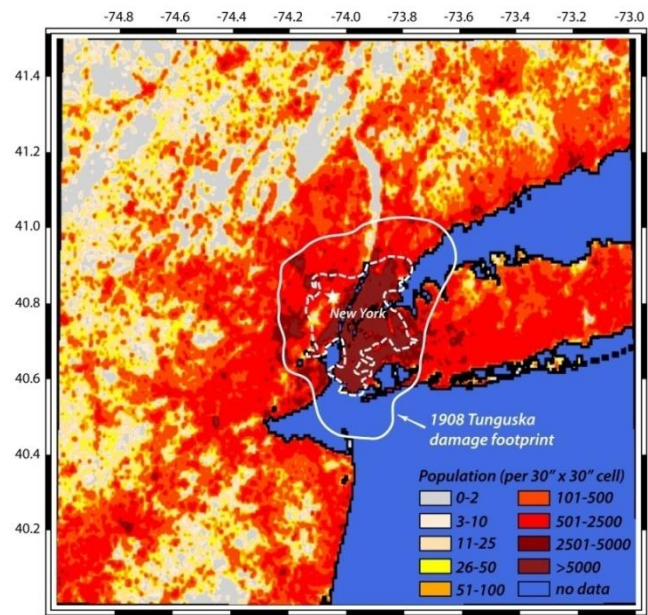 -74.8 -74.6 -74.4 -74.2 -74.0 -73.8 -73.6 -73.4 -73.2 -73.0
41.4
41.2
41.0
40.8
New York
40.6
1908 Tunguska
damage footprint
40.4
Population (per 30" x 30" cell)
0-2 101-500
3-10 501-2500
40.2
11-25 2501-5000
26-50 >5000
51-100 no data